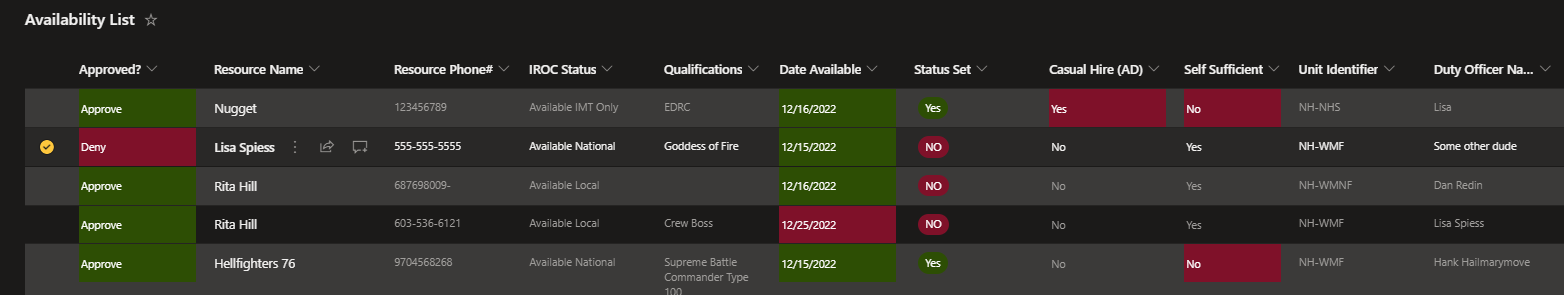 Availability List
Approved? Resource Name Resource Phone# IROC Status Qualifications Date Available Status Set Casual Hire (AD) Self Sufficient Unit Identifier Duty Officer Na...
Approve Nugget 123456789 Available IMT Only EDRC 12/16/2022 Yes Yes No NH-NHS Lisa
Deny Lisa Spiess 555-555-5555 Available National Goddess of Fire 12/15/2022 NO No Yes NH-WMF Some other dude
Approve Rita Hill 687698009- Available Local 12/16/2022 NO No Yes NH-WMNF Dan Redin
Approve Rita Hill 603-536-6121 Available Local Crew Boss 12/25/2022 NO No Yes NH-WMF Lisa Spiess
Approve Hellfighters 76 9704568268 Available National Supreme Battle 12/15/2022 Yes No No NH-WMF Hank Hailmarymove
Commander Type
100